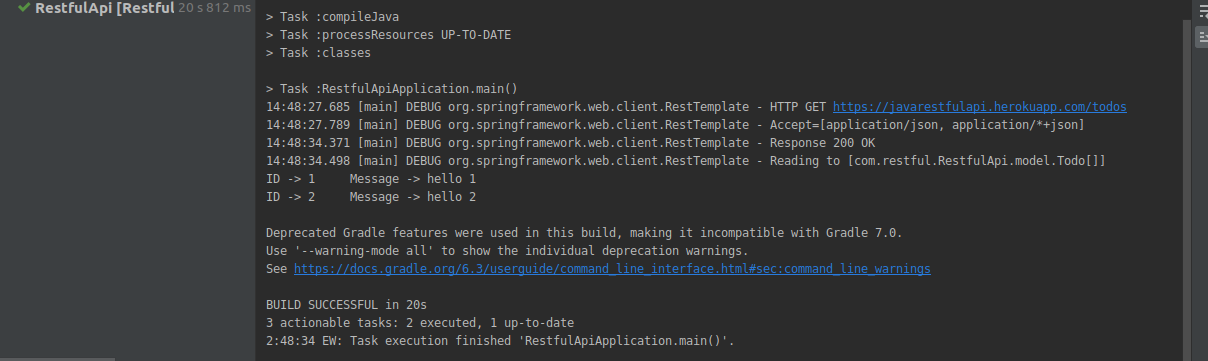 RestfulApi [Restful 20 s 812 ms
> Task :compileJava
> Task :processResources UP-TO-DATE
> Task :classes
> Task :RestfulApiApplication.main()
14:48:27.685 [main] DEBUG org.springframework.web.client.RestTemplate - HTTP GET https://javarestfulapi.herokuapp.com/todos
14:48:27.789 [main] DEBUG org.springframework.web.client.RestTemplate - Accept=[application/json, application/*+json]
14:48:34.371 [main] DEBUG org.springframework.web.client.RestTemplate - Response 200 OK
14:48:34.498 [main] DEBUG org.springframework.web.client.RestTemplate - Reading to [com.restful.RestfulApi.model.Todo[]]
ID -> 1     Message -> hello 1
ID -> 2     Message -> hello 2
Deprecated Gradle features were used in this build, making it incompatible with Gradle 7.0.
Use '--warning-mode all' to show the individual deprecation warnings.
See https://docs.gradle.org/6.3/userguide/command_line_interface.html#sec:command_line_warnings
BUILD SUCCESSFUL in 20s
3 actionable tasks: 2 executed, 1 up-to-date
2:48:34 EW: Task execution finished 'RestfulApiApplication.main()'.